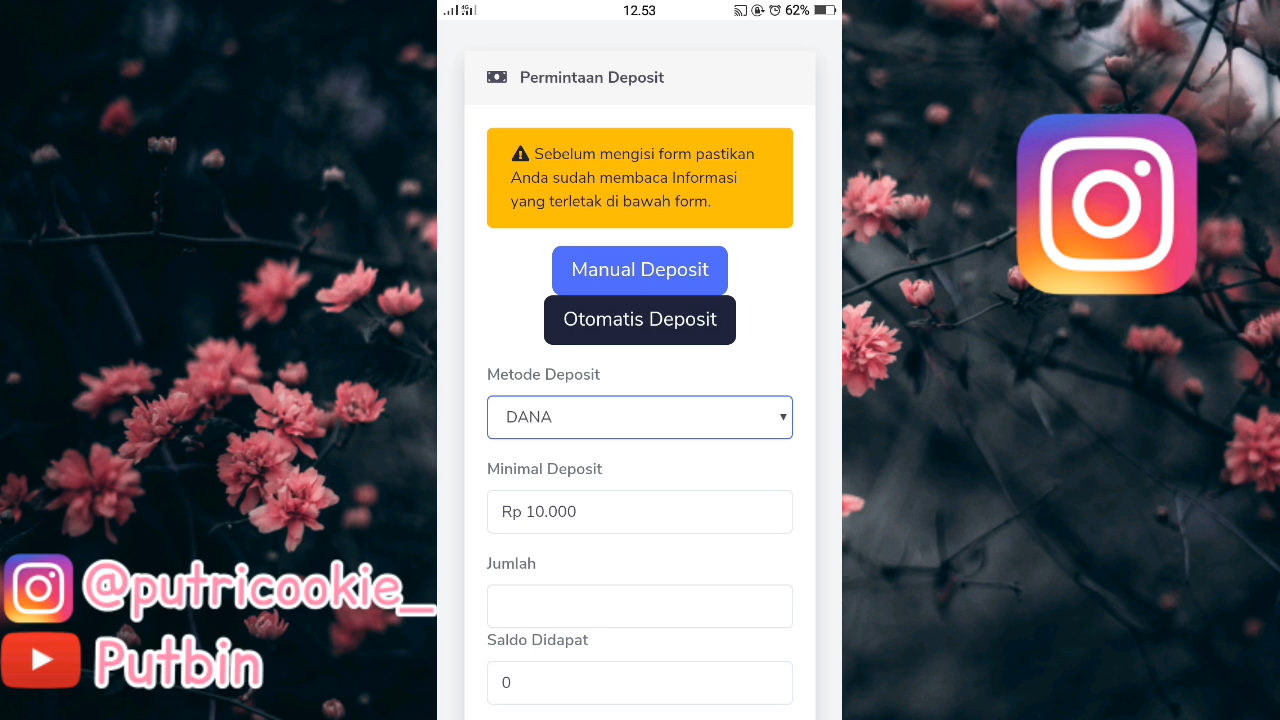 12.53
62%
Permintaan Deposit
Sebelum mengisi form pastikan
Anda sudah membaca Informasi
yang terletak di bawah form.
Manual Deposit
Otomatis Deposit
Metode Deposit
DANA
Minimal Deposit
Rp 10.000
Jumlah
Saldo Didapat
0
@putricookie_
Putbin